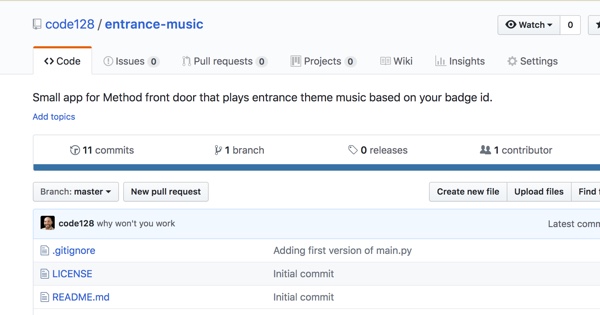 code128 / entrance-music
Watch 0
Code Issues 0 Pull requests 0 Projects 0 Wiki Insights Settings
Small app for Method front door that plays entrance theme music based on your badge id.
Add topics
11 commits 1 branch 0 releases 1 contributor
Branch: master New pull request Create new file Upload files Find
code128 why won't you work Latest comm
.gitignore Adding first version of main.py
LICENSE Initial commit
README.md Initial commit